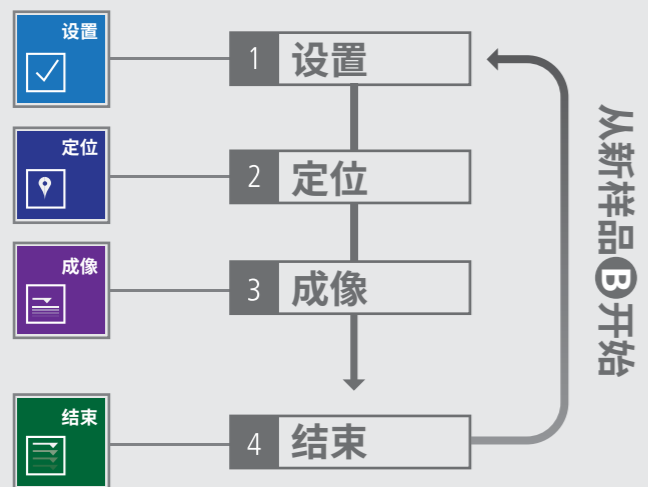 设置
1 设置
定位
2 定位
成像
3 成像
结束
4 结束
从新样品B开始